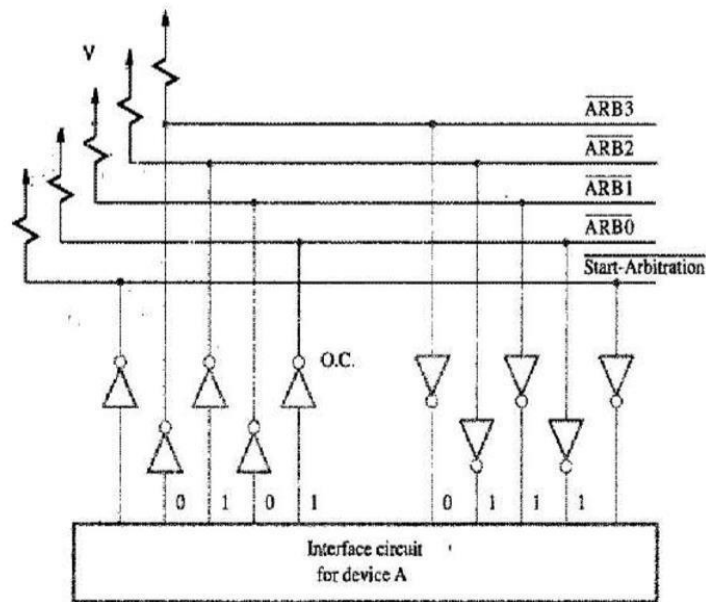 V
ARB3
ARB2
ARB1
ARB0
Start-Arbitration
O.C.
0 1 0 1 0 1 1 1
Interface circuit
for device A